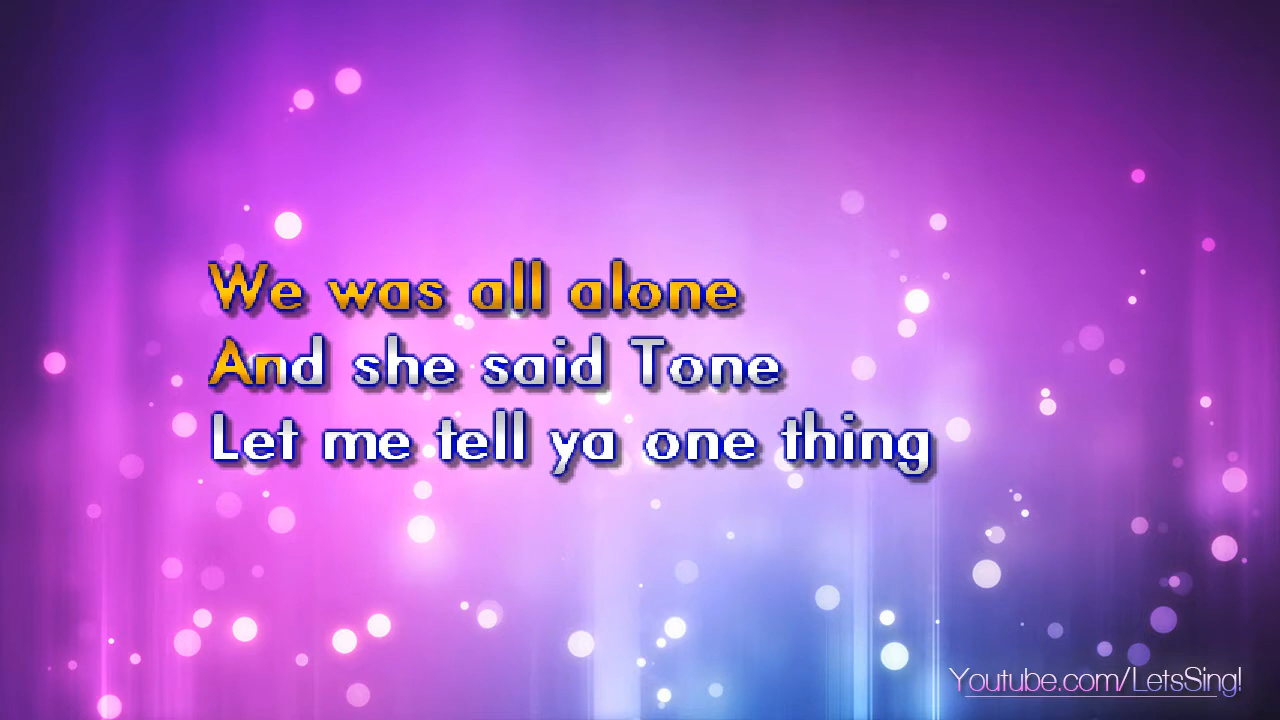 We was all alone
And she said Tone
Let me tell ya one thing
Youtube.com/LetsSing!